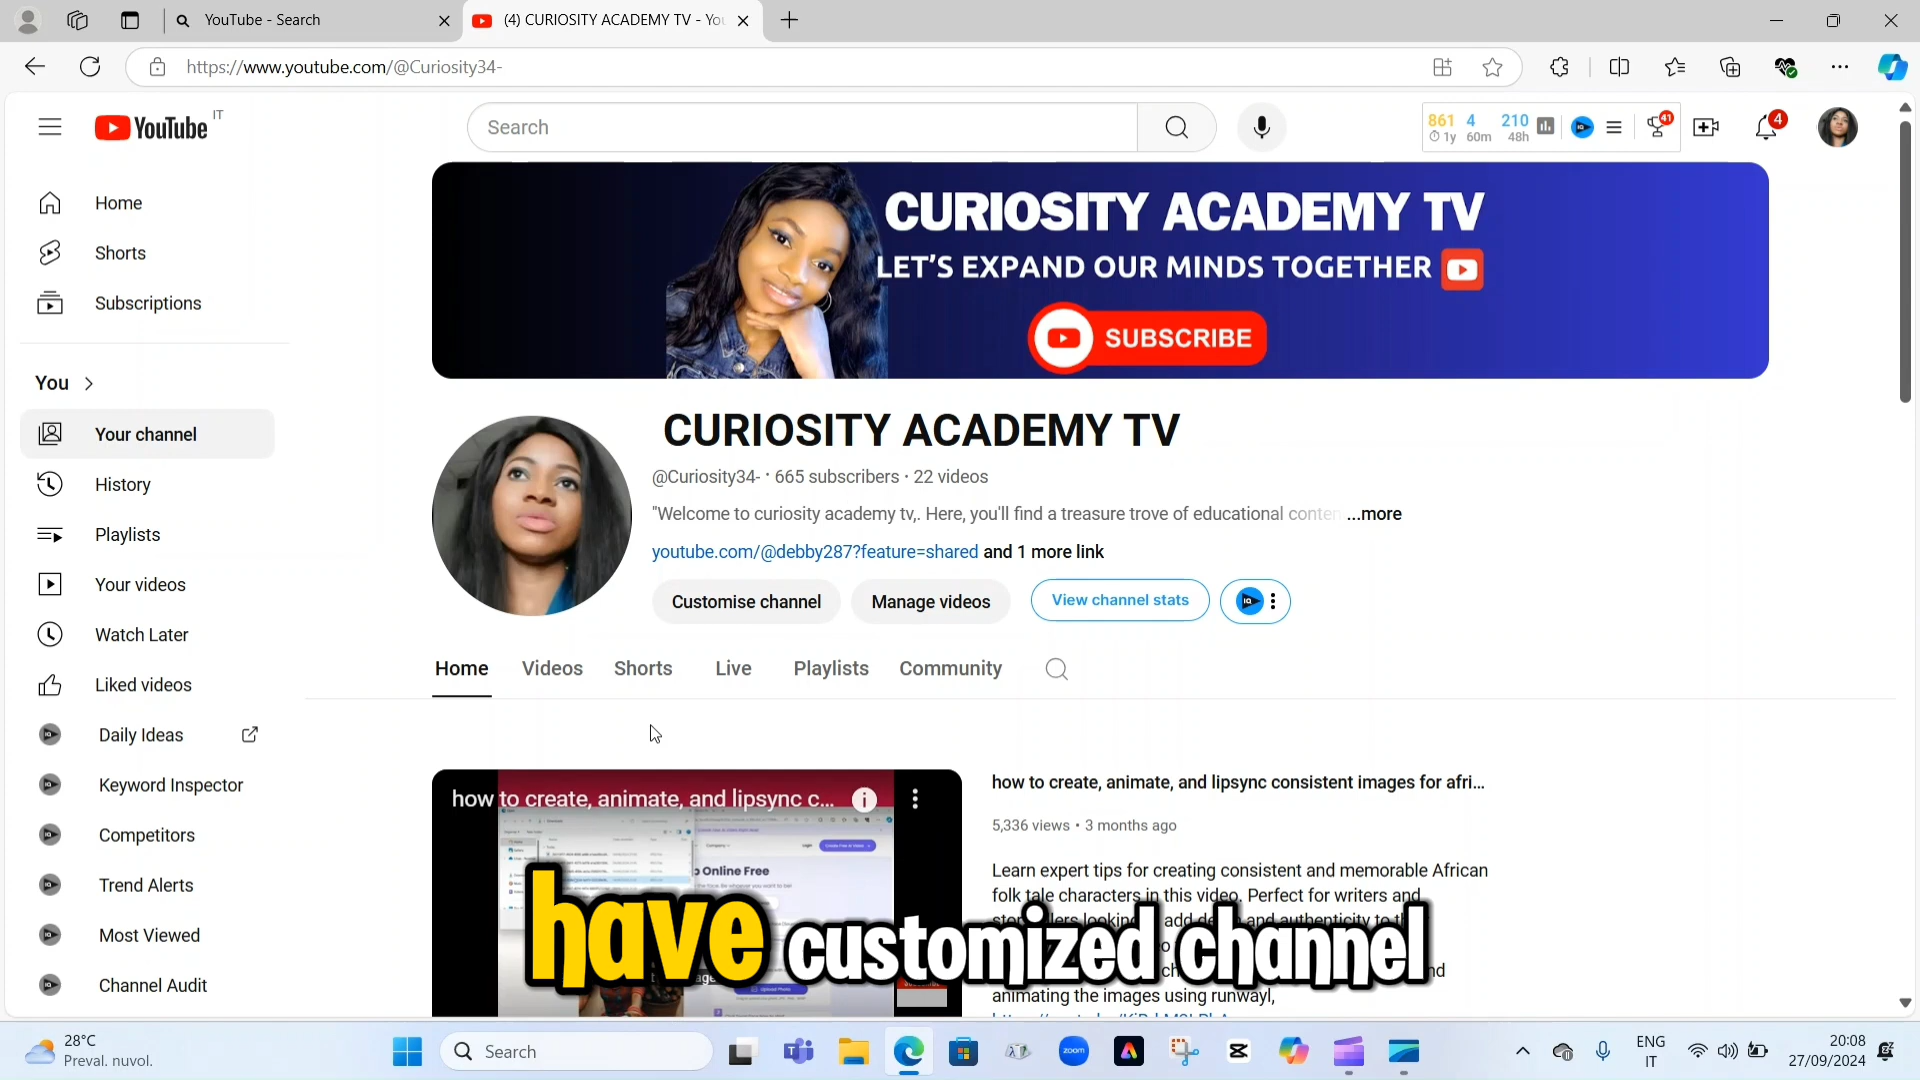 YouTube - Search
(4) CURIOSITY ACADEMY TV - You
https://www.youtube.com/@Curiosity34-
YouTube IT
Search
861 4 210
1y 60m 48h
41
4
Home
Shorts
Subscriptions
You
Your channel
History
Playlists
Your videos
Watch Later
Liked videos
Daily Ideas
Keyword Inspector
Competitors
Trend Alerts
Most Viewed
Channel Audit
CURIOSITY ACADEMY TV
LET'S EXPAND OUR MINDS TOGETHER
SUBSCRIBE
CURIOSITY ACADEMY TV
@Curiosity34- · 665 subscribers · 22 videos
"Welcome to curiosity academy tv,. Here, you'll find a treasure trove of educational conten ...more
youtube.com/@debby287?feature=shared and 1 more link
Customise channel
Manage videos
View channel stats
Home Videos Shorts Live Playlists Community
how to create, animate, and lipsync c...
Online Free
how to create, animate, and lipsync consistent images for afri...
5,336 views · 3 months ago
Learn expert tips for creating consistent and memorable African
folk tale characters in this video. Perfect for writers and
animating the images using runwayl,
have customized channel
28°C
Preval. nuvol.
Search
zoom
ENG
IT
20:08
27/09/2024